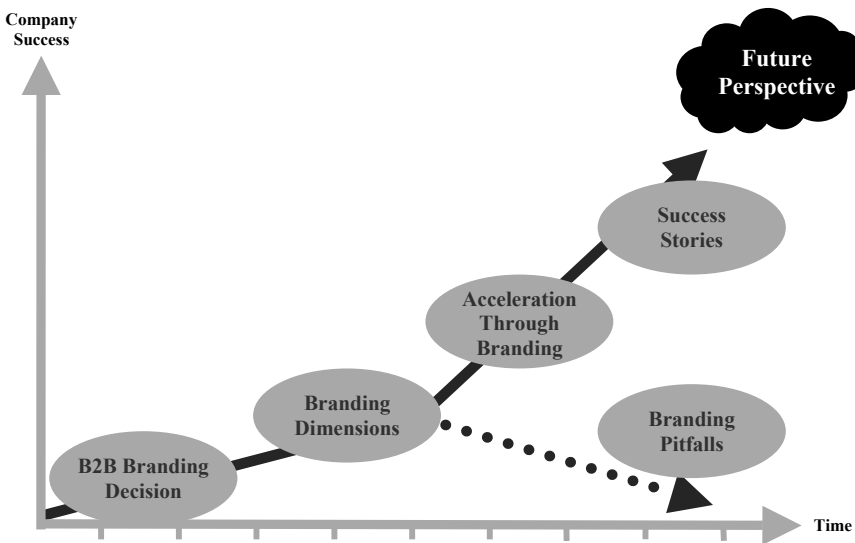 Company
Success
Future
Perspective
Success
Stories
Acceleration
Through
Branding
Branding
Dimensions
Branding
Pitfalls
B2B Branding
Decision
Time